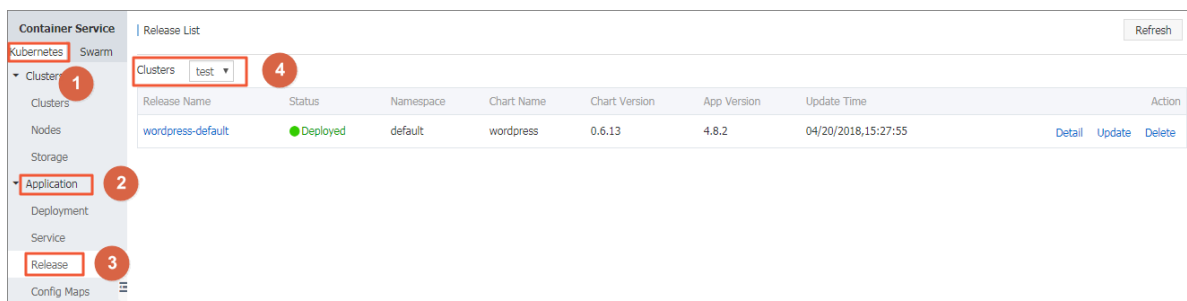 Container Service
Kubernetes Swarm
1
Clusters
Clusters
Nodes
Storage
Application
2
Deployment
Service
Release
3
Config Maps
| Release List
Refresh
Clusters test
4
Release Name Status Namespace Chart Name Chart Version App Version Update Time Action
wordpress-default Deployed default wordpress 0.6.13 4.8.2 04/20/2018,15:27:55 Detail Update Delete